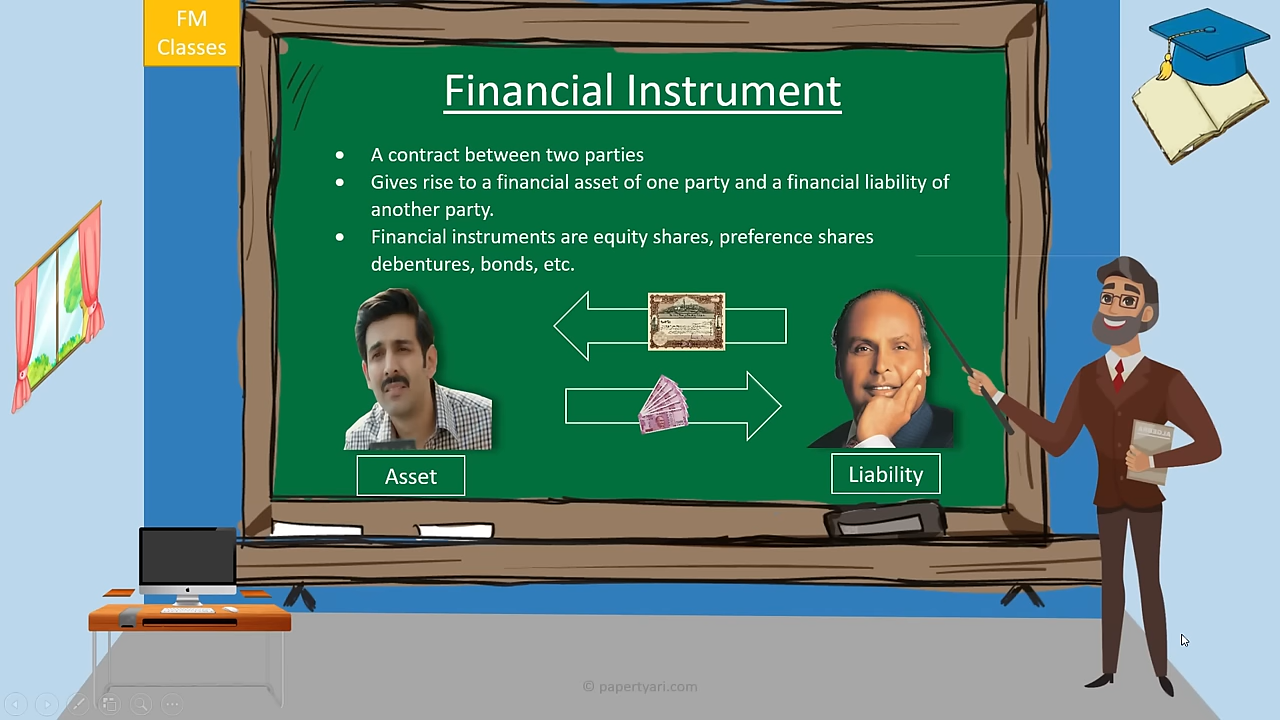 FM
Classes
Financial Instrument
• A contract between two parties
• Gives rise to a financial asset of one party and a financial liability of
another party.
• Financial instruments are equity shares, preference shares
debentures, bonds, etc.
Asset
Liability
ALGEBRA
© papertyari.com